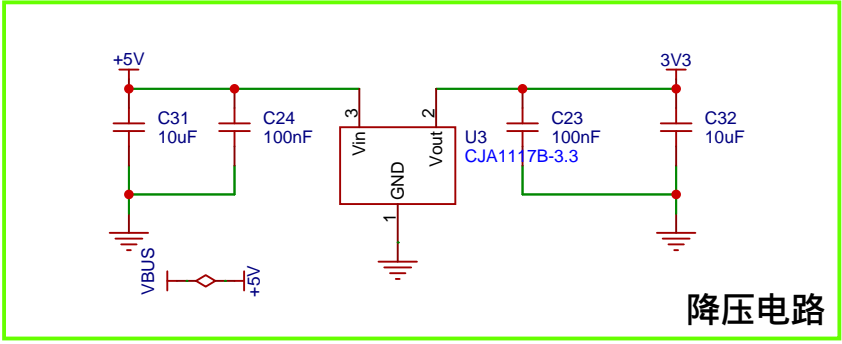 +5V
3V3
C31
10uF
C24
100nF
3
Vin
2
Vout
GND
1
U3
CJA1117B-3.3
C23
100nF
C32
10uF
VBUS
+5V
降压电路